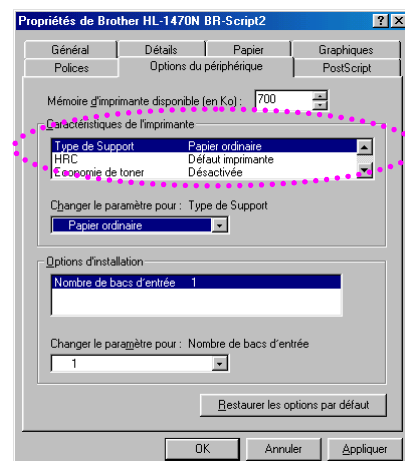 Propriétés de Brother HL-1470N BR-Script2
Général Détails Papier Graphiques
Polices Options du périphérique PostScript
Mémoire d'imprimante disponible (en Ko) : 700
Caractéristiques de l'imprimante
Type de Support Papier ordinaire
HRC Défaut imprimante
Economie de toner Désactivée
Changer le paramètre pour : Type de Support
Papier ordinaire
Options d'installation
Nombre de bacs d'entrée 1
Changer le paramètre pour : Nombre de bacs d'entrée
1
Restaurer les options par défaut
OK Annuler Appliquer